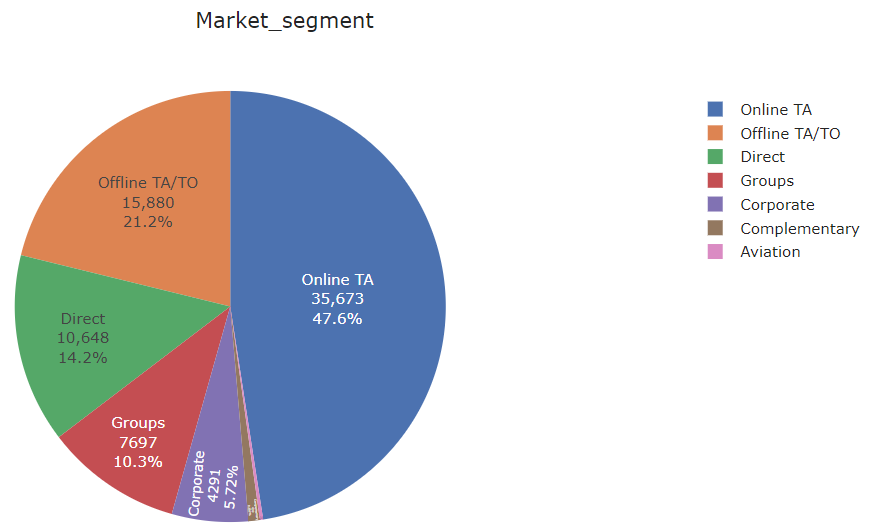 Market_segment
Online TA
Offline TA/TO
Direct
Groups
Corporate
Complementary
Aviation
Offline TA/TO
15,880
21.2%
Online TA
35,673
47.6%
Direct
10,648
14.2%
Groups
7697
10.3%
Corporate
4291
5.72%